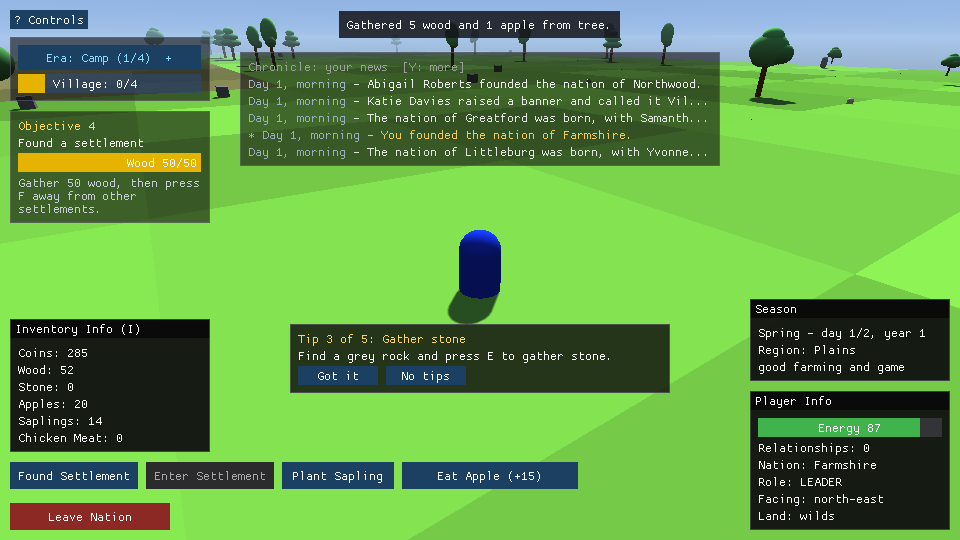 ? Controls
Gathered 5 wood and 1 apple from tree.
Era: Camp (1/4) +
Village: 0/4
Chronicle: your news [Y: more]
Day 1, morning – Abigail Roberts founded the nation of Northwood.
Day 1, morning – Katie Davies raised a banner and called it Vil...
Day 1, morning – The nation of Greatford was born, with Samanth...
* Day 1, morning – You founded the nation of Farmshire.
Day 1, morning – The nation of Littleburg was born, with Yvonne...
Objective 4
Found a settlement
Wood 50/50
Gather 50 wood, then press
F away from other
settlements.
Tip 3 of 5: Gather stone
Find a grey rock and press E to gather stone.
Got it
No tips
Inventory Info (I)
Coins: 285
Wood: 52
Stone: 0
Apples: 20
Saplings: 14
Chicken Meat: 0
Season
Spring – day 1/2, year 1
Region: Plains
good farming and game
Player Info
Energy 87
Relationships: 0
Nation: Farmshire
Role: LEADER
Facing: north-east
Land: wilds
Found Settlement
Enter Settlement
Plant Sapling
Eat Apple (+15)
Leave Nation